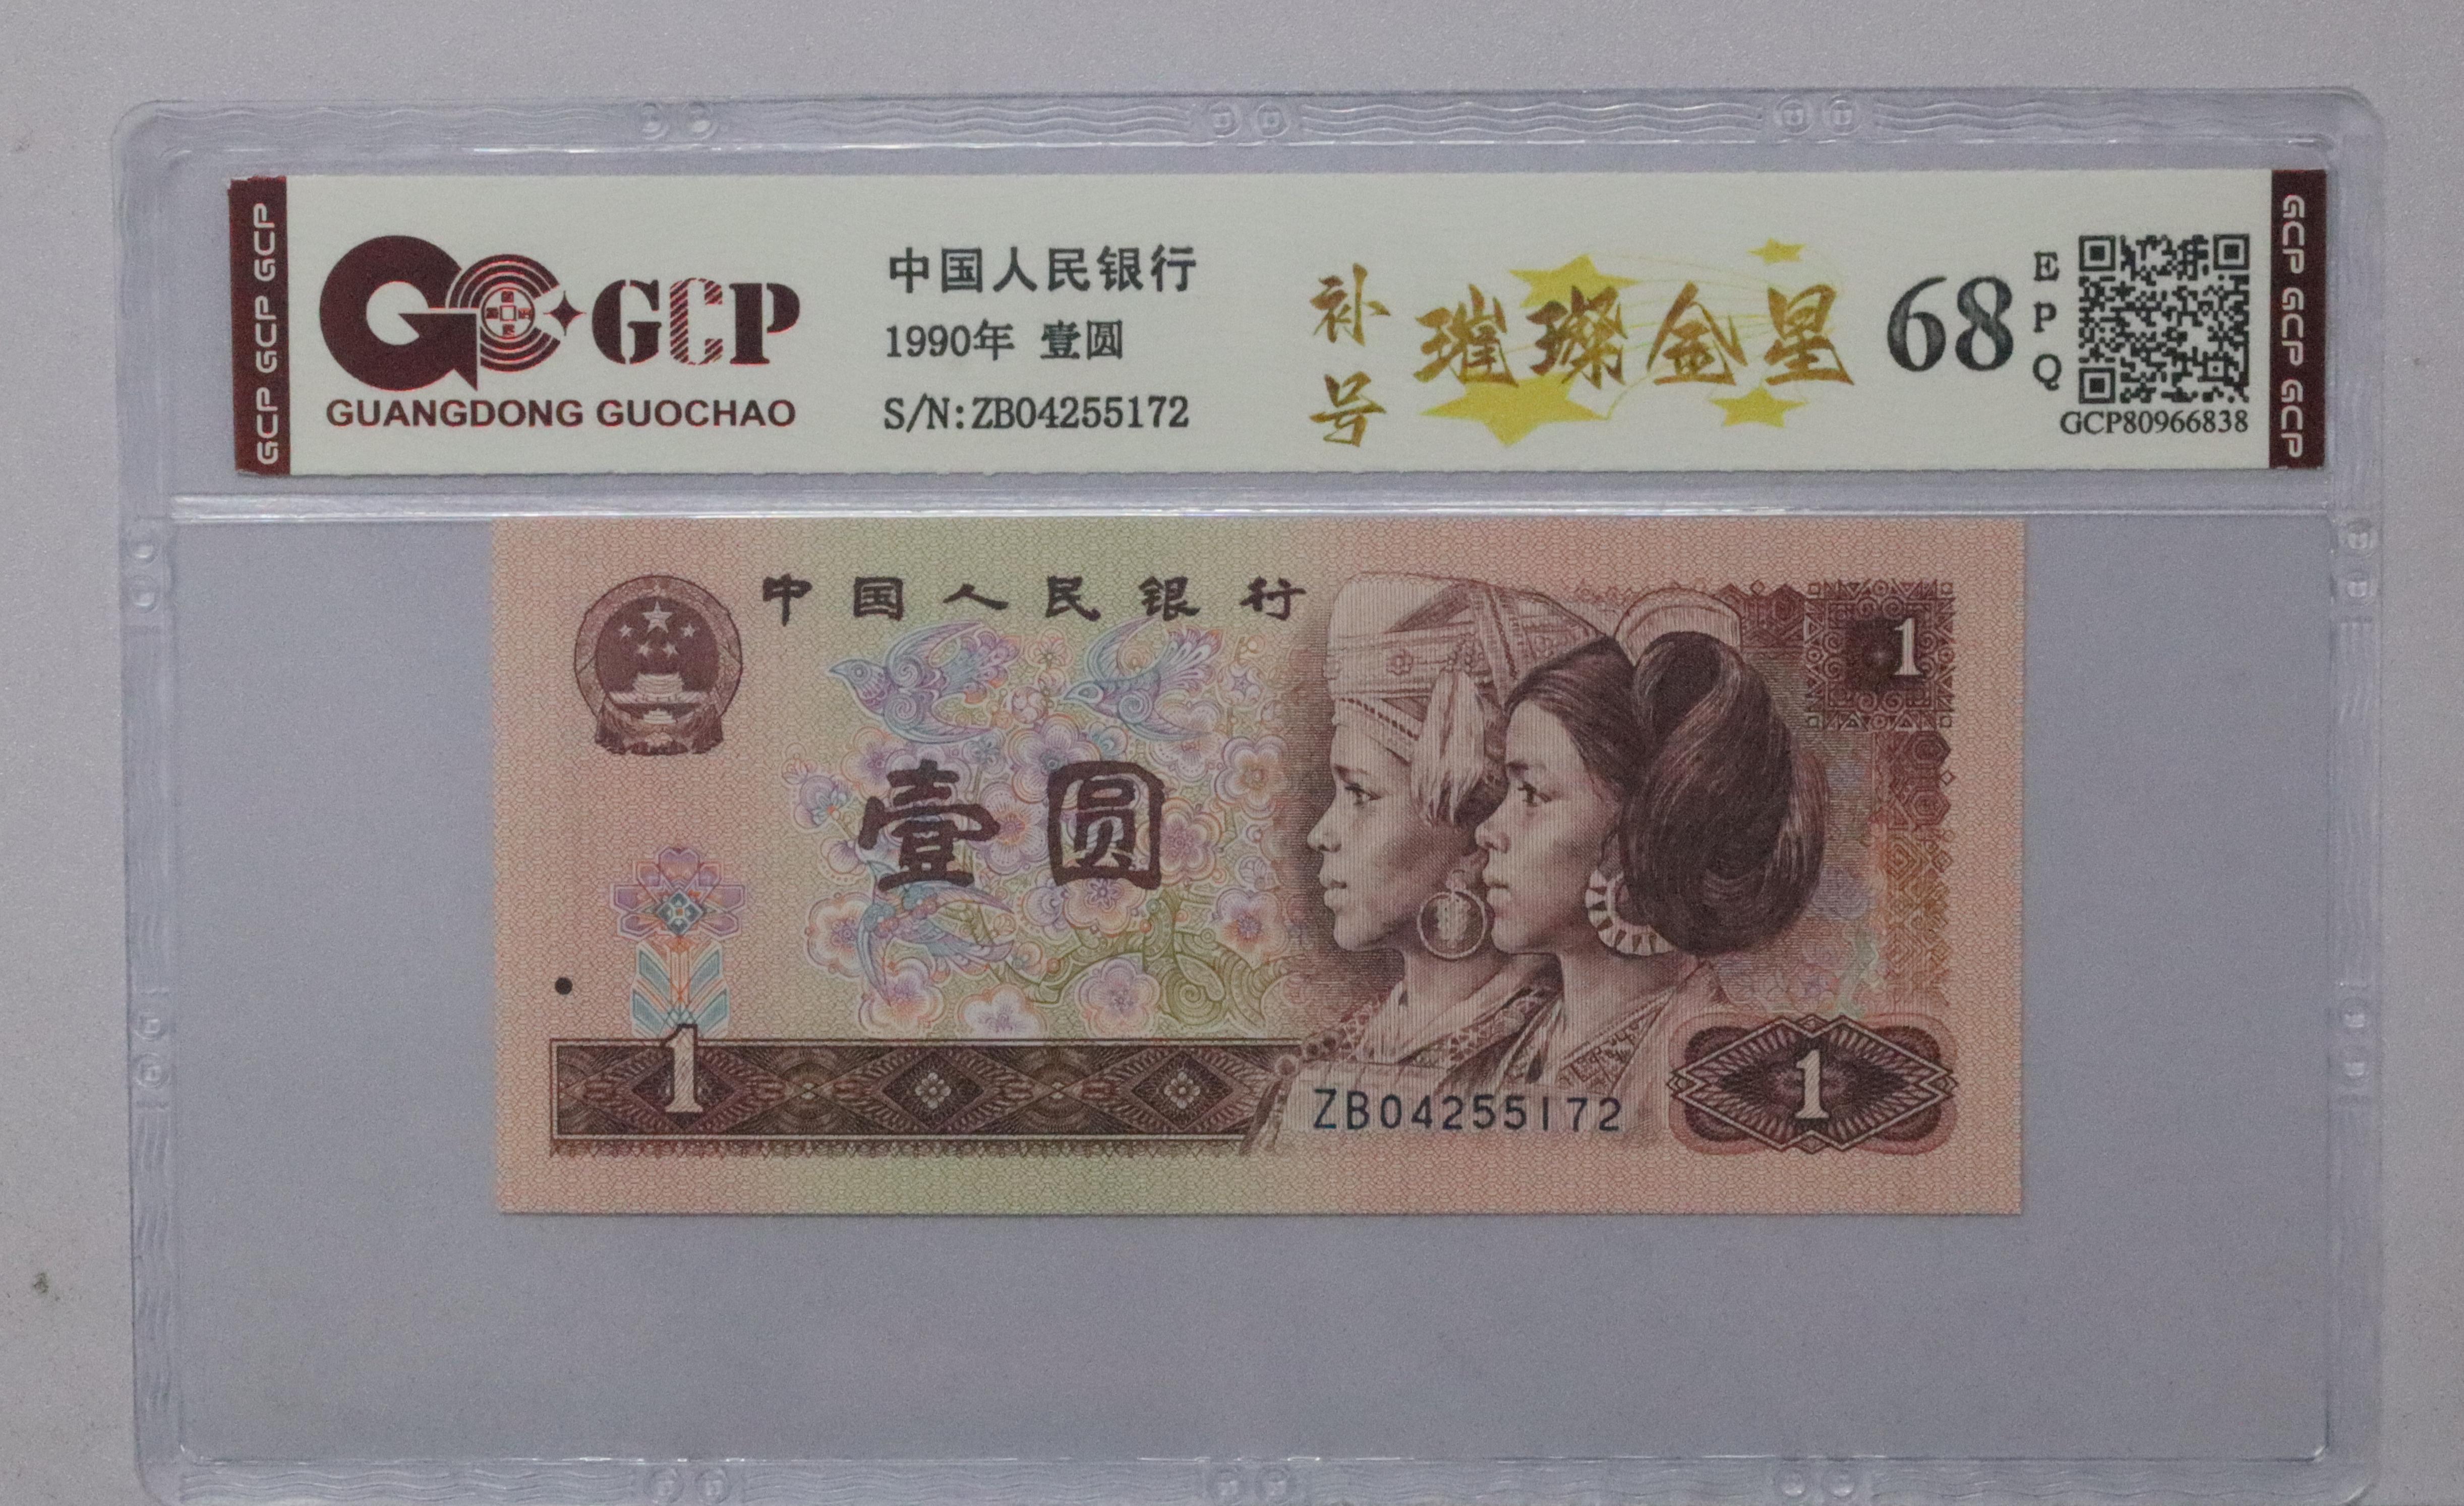 GCP GCP GCP
GCP
GUANGDONG GUOCHAO
中国人民银行
1990年 壹圆
S/N:ZB04255172
补号
璀璨金星
68
EPQ
GCP80966838
GCP GCP GCP
中国人民银行
1
壹圆
1
ZB04255172
1